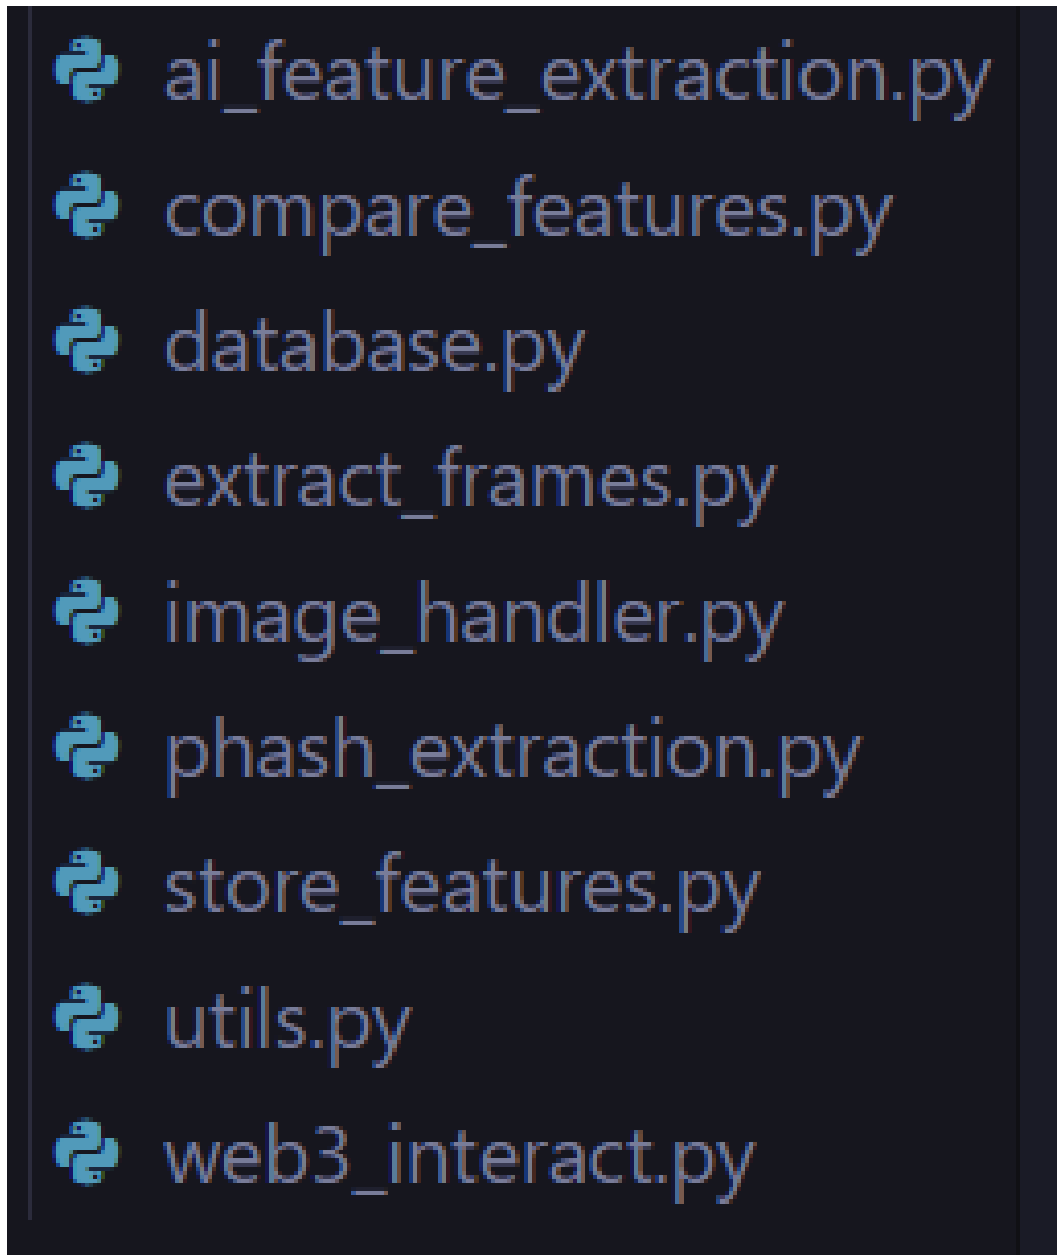 ai_feature_extraction.py
compare_features.py
database.py
extract_frames.py
image_handler.py
phash_extraction.py
store_features.py
utils.py
web3_interact.py